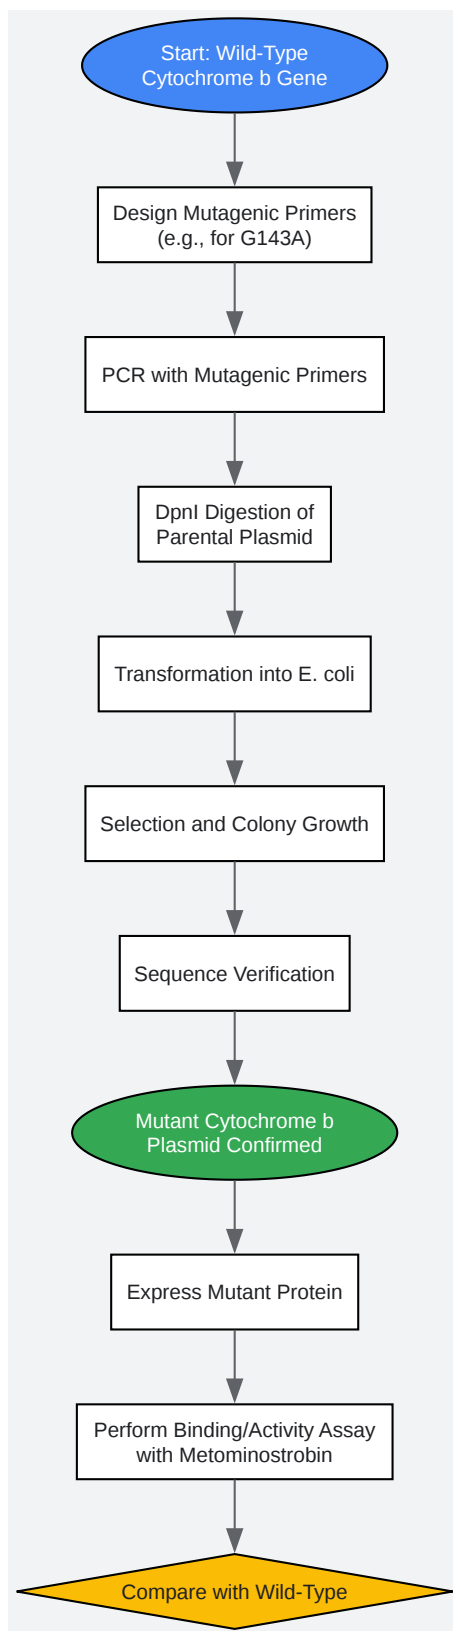 Start: Wild-Type
Cytochrome b Gene
Design Mutagenic Primers
(e.g., for G143A)
PCR with Mutagenic Primers
DpnI Digestion of
Parental Plasmid
Transformation into E. coli
Selection and Colony Growth
Sequence Verification
Mutant Cytochrome b
Plasmid Confirmed
Express Mutant Protein
Perform Binding/Activity Assay
with Metominostrobin
Compare with Wild-Type